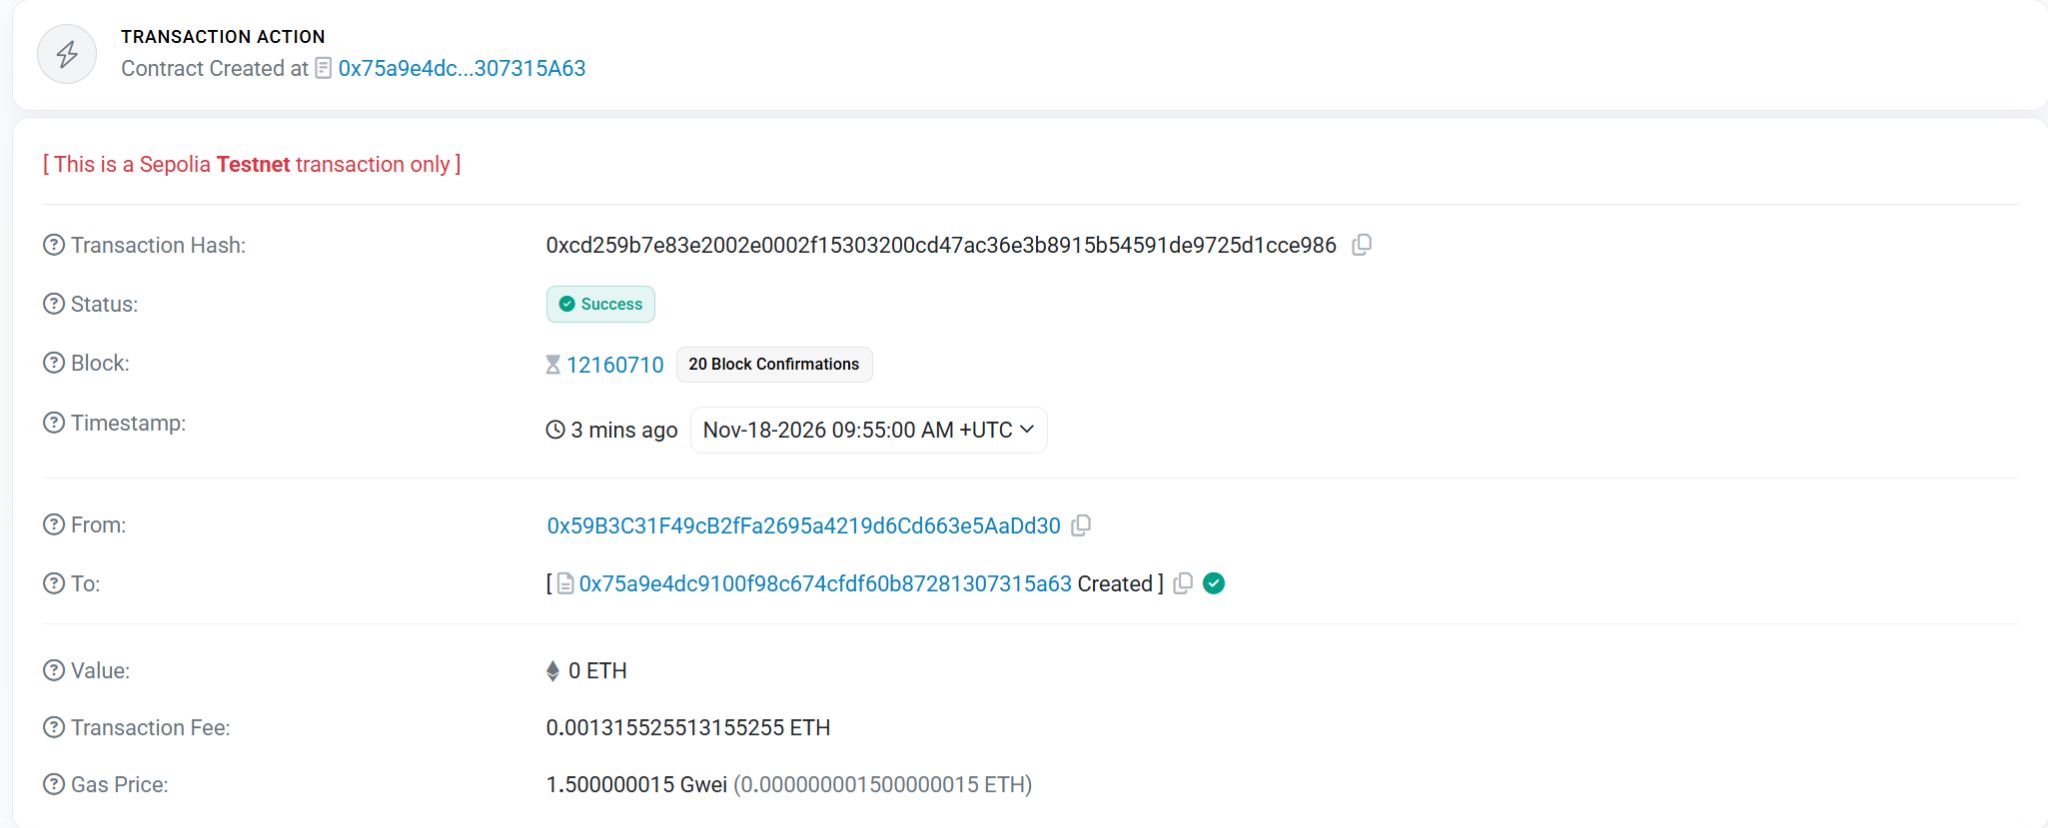 TRANSACTION ACTION
Contract Created at 0x75a9e4dc...307315A63
[ This is a Sepolia Testnet transaction only ]
Transaction Hash: 0xcd259b7e83e2002e0002f15303200cd47ac36e3b8915b54591de9725d1cce986
Status: Success
Block: 12160710 20 Block Confirmations
Timestamp: 3 mins ago Nov-18-2026 09:55:00 AM +UTC
From: 0x59B3C31F49cB2fFa2695a4219d6Cd663e5AaDd30
To: [ 0x75a9e4dc9100f98c674cfdf60b87281307315a63 Created ]
Value: 0 ETH
Transaction Fee: 0.001315525513155255 ETH
Gas Price: 1.500000015 Gwei (0.000000001500000015 ETH)